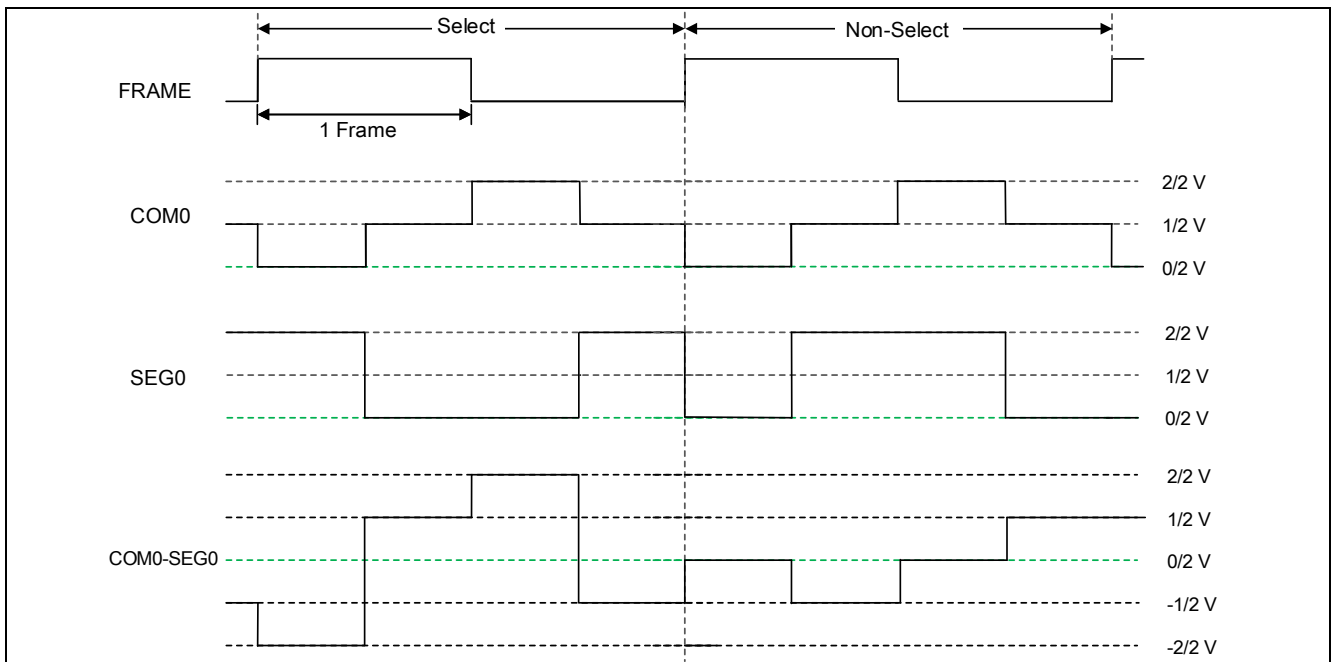 Select
Non-Select
FRAME
1 Frame
COM0
2/2 V
1/2 V
0/2 V
SEG0
2/2 V
1/2 V
0/2 V
COM0-SEG0
2/2 V
1/2 V
0/2 V
-1/2 V
-2/2 V